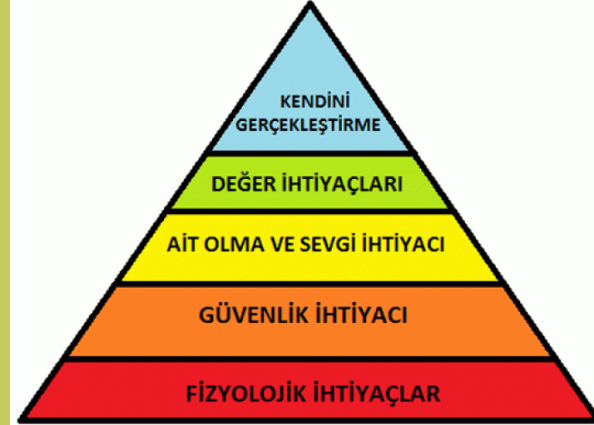 KENDİNİ
GERÇEKLEŞTİRME
DEĞER İHTİYAÇLARI
AİT OLMA VE SEVGİ İHTİYACI
GÜVENLİK İHTİYACI
FİZYOLOJİK İHTİYAÇLAR